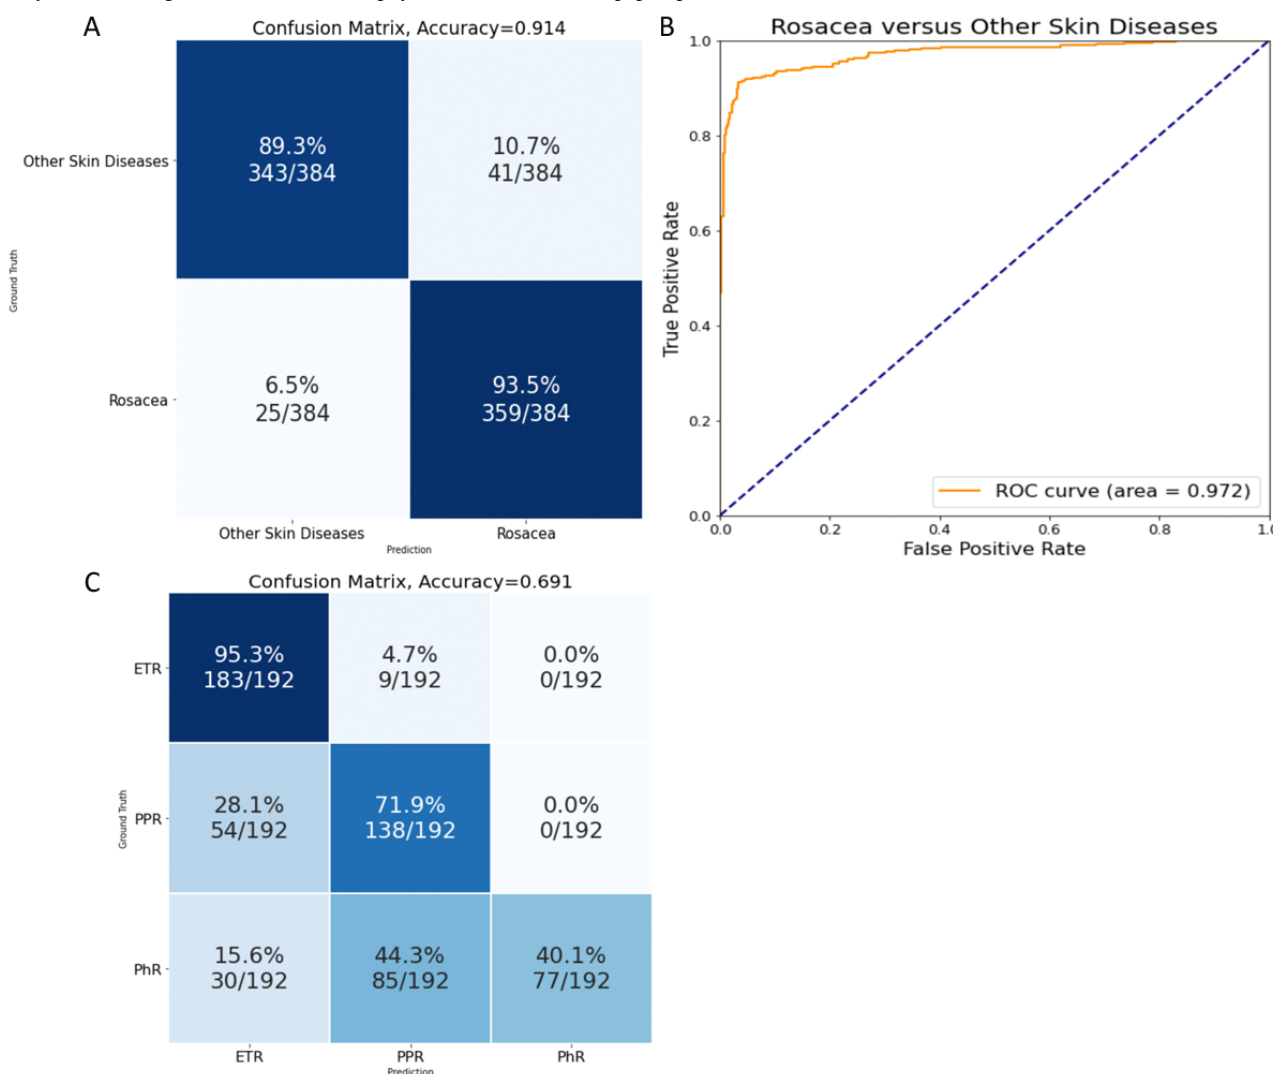 A
Confusion Matrix, Accuracy=0.914
Other Skin Diseases
89.3%
343/384
10.7%
41/384
Ground Truth
Rosacea
6.5%
25/384
93.5%
359/384
Other Skin Diseases
Rosacea
Prediction
B
Rosacea versus Other Skin Diseases
True Positive Rate
1.0
0.8
0.6
0.4
0.2
0.0
ROC curve (area = 0.972)
0.0
0.2
0.4
0.6
0.8
False Positive Rate
C
Confusion Matrix, Accuracy=0.691
ETR
95.3%
183/192
4.7%
9/192
0.0%
0/192
Ground Truth
PPR
28.1%
54/192
71.9%
138/192
0.0%
0/192
PhR
15.6%
30/192
44.3%
85/192
40.1%
77/192
ETR
PPR
PhR
Prediction